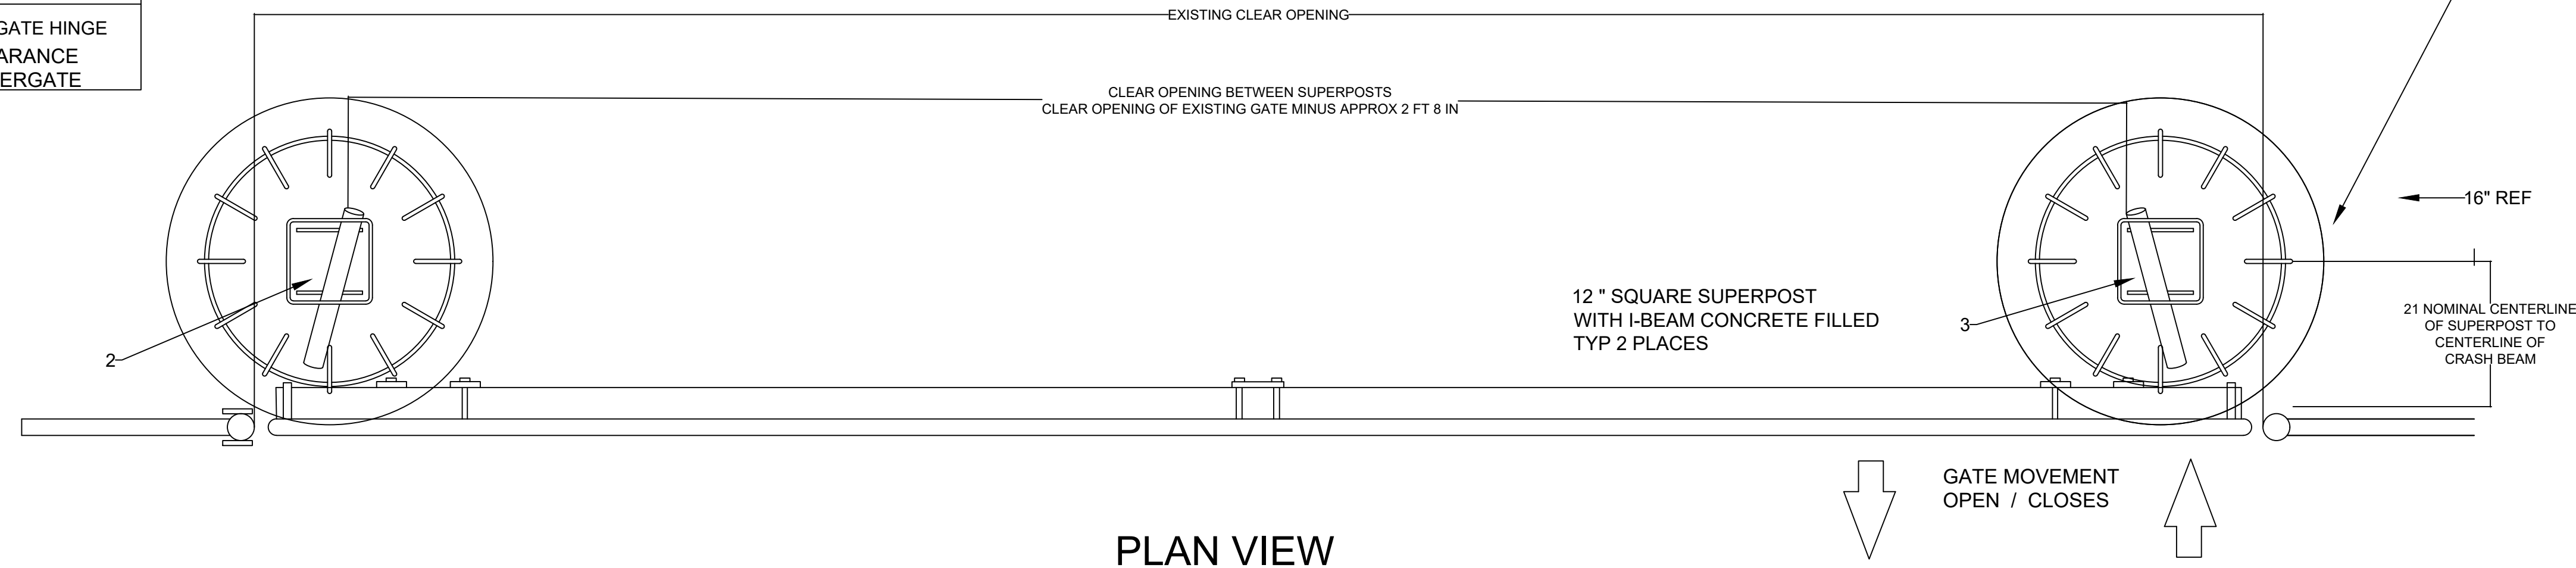 GATE HINGE
EXISTING CLEAR OPENING
CLEAR OPENING BETWEEN SUPERPOSTS
CLEAR OPENING OF EXISTING GATE MINUS APPROX 2 FT 8 IN
16" REF
12 " SQUARE SUPERPOST
WITH I-BEAM CONCRETE FILLED
TYP 2 PLACES
2
3
21 NOMINAL CENTERLINE
OF SUPERPOST TO
CENTERLINE OF
CRASH BEAM
GATE MOVEMENT
OPEN / CLOSES
PLAN VIEW